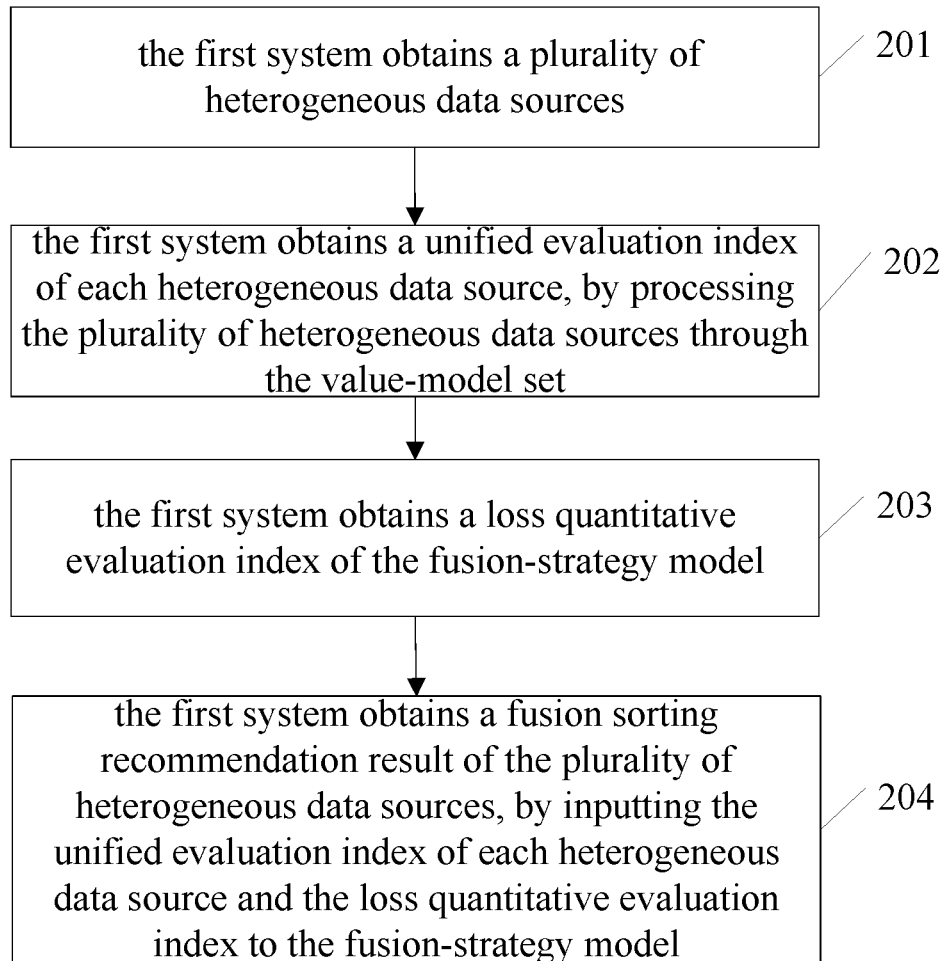 the first system obtains a plurality of
heterogeneous data sources
201
the first system obtains a unified evaluation index
of each heterogeneous data source, by processing
the plurality of heterogeneous data sources through
the value-model set
202
the first system obtains a loss quantitative
evaluation index of the fusion-strategy model
203
the first system obtains a fusion sorting
recommendation result of the plurality of
heterogeneous data sources, by inputting the
unified evaluation index of each heterogeneous
data source and the loss quantitative evaluation
index to the fusion-strategy model
204